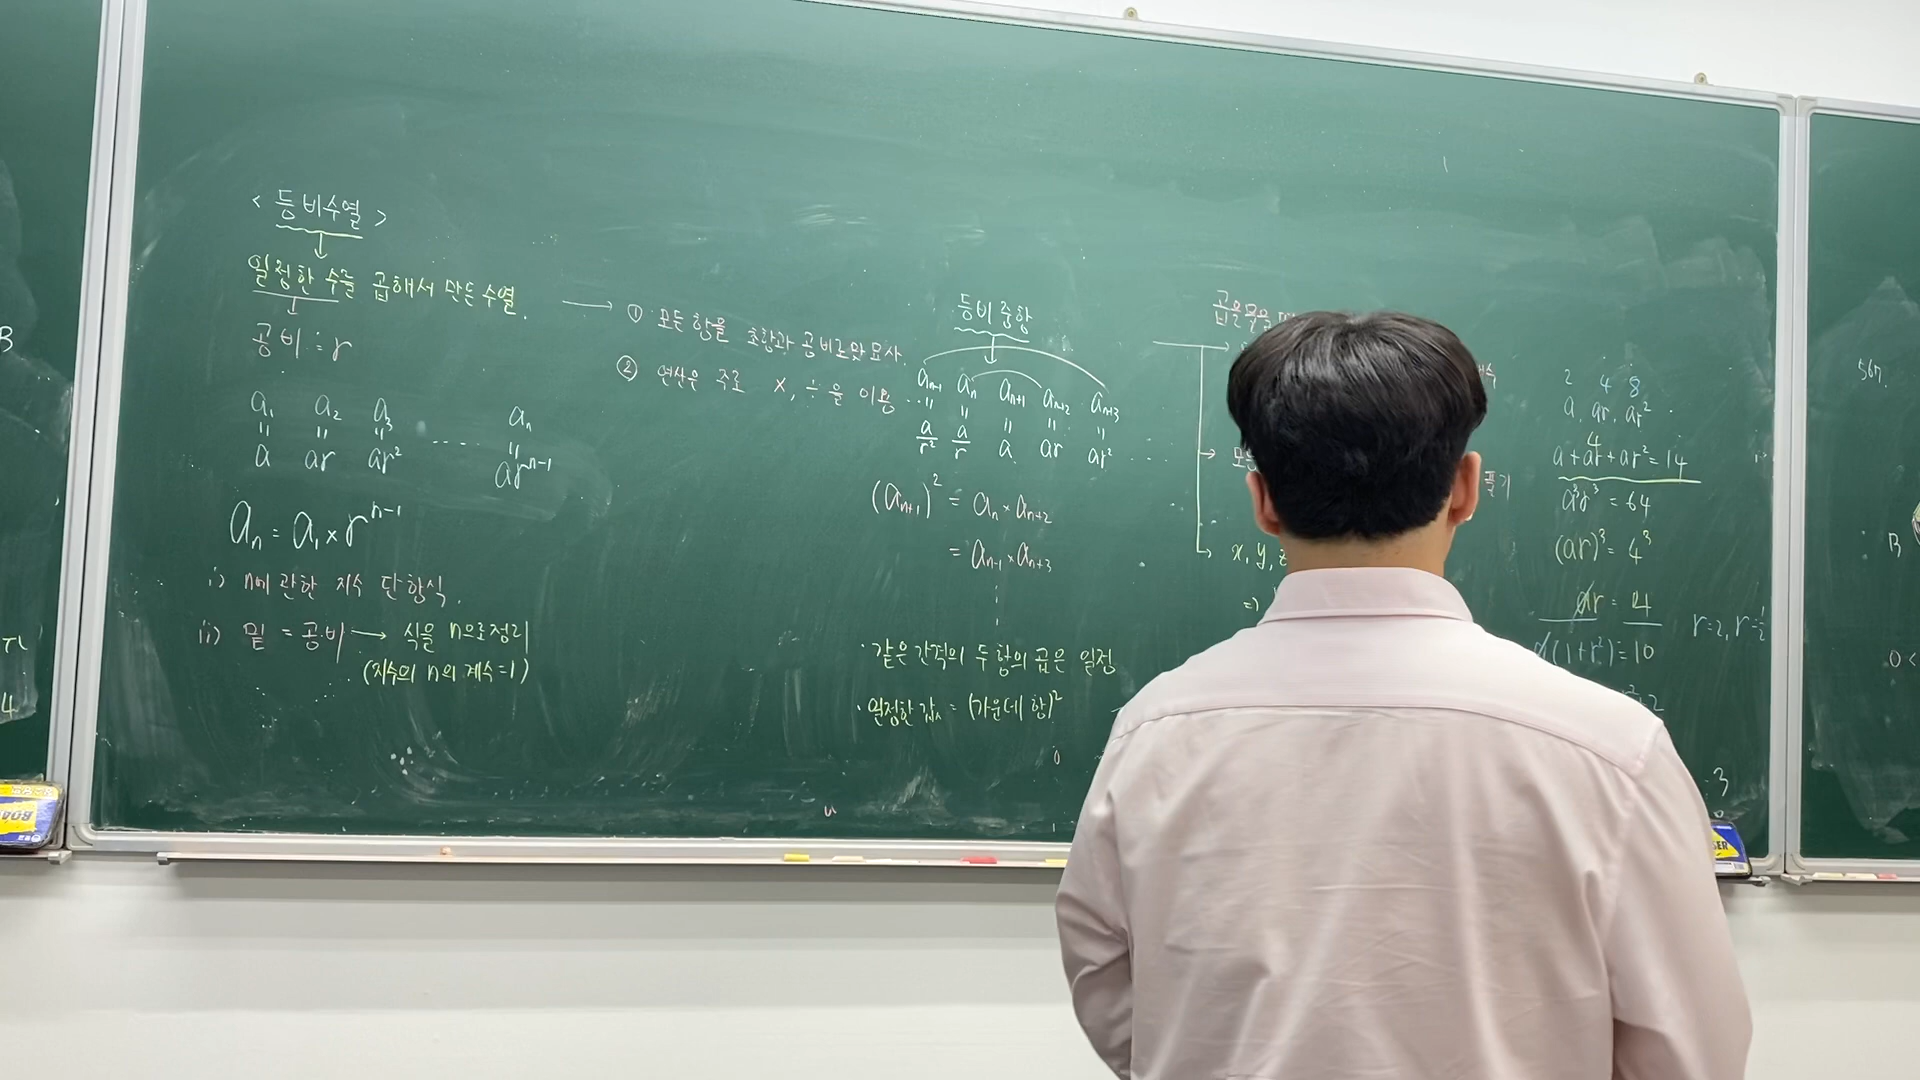 < 등비수열 >
일정한 수를 곱해서 만든 수열.
공비 : r
a₁ a₂ a₃ ····· aₙ
= = = =
a ar ar² arⁿ⁻¹
aₙ = a₁ × rⁿ⁻¹
i) n에 관한 지수 단항식.
ii) 밑 = 공비 → 식을 n으로 정리
(지수의 n의 계수=1)
→ ① 모든 항을 초항과 공비로 묘사.
② 연산은 주로 ×, ÷ 을 이용
등비중항
aₙ₋₁ aₙ aₙ₊₁ aₙ₊₂ aₙ₊₃
= = = = =
a/r² a/r a ar ar² ····
(aₙ₊₁)² = aₙ × aₙ₊₂
= aₙ₋₁ × aₙ₊₃
· 같은 간격의 두 항의 곱은 일정
· 일정한 값 = (가운데 항)²
x, y, z
=>
풀기
2 4 8
a, ar, ar²
4
a + ar + ar² = 14
a³r³ = 64
(ar)³ = 4³
ar = 4
a(1+r²) = 10
r=2, r=1/2
3
B
π
4
567.
B
0<